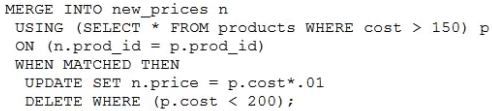 MERGE INTO new_prices n
USING (SELECT * FROM products WHERE cost > 150) p
ON (n.prod_id = p.prod_id)
WHEN MATCHED THEN
UPDATE SET n.price = p.cost*.01
DELETE WHERE (p.cost < 200);